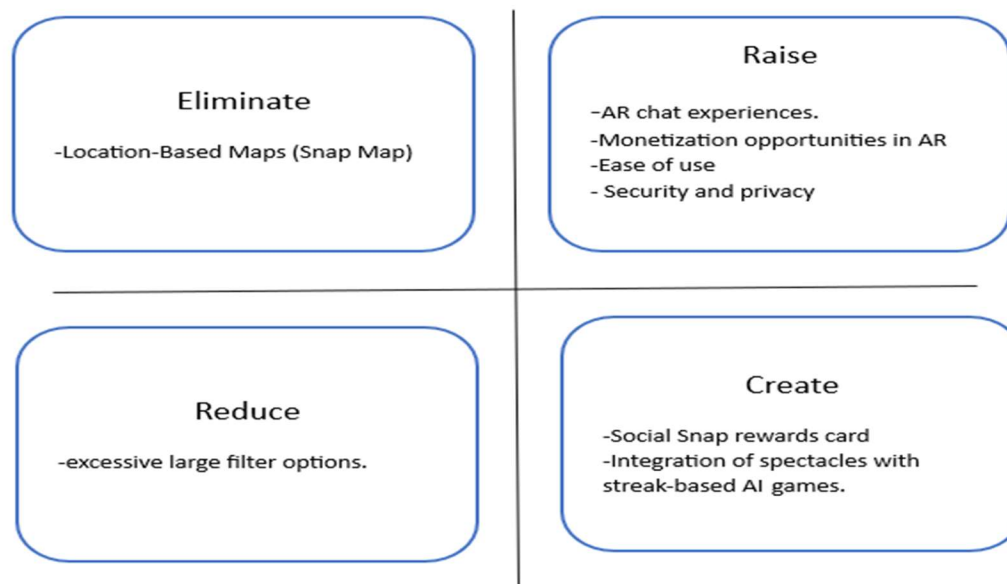 Eliminate
-Location-Based Maps (Snap Map)
Raise
-AR chat experiences.
-Monetization opportunities in AR
-Ease of use
- Security and privacy
Reduce
-excessive large filter options.
Create
-Social Snap rewards card
-Integration of spectacles with
streak-based AI games.